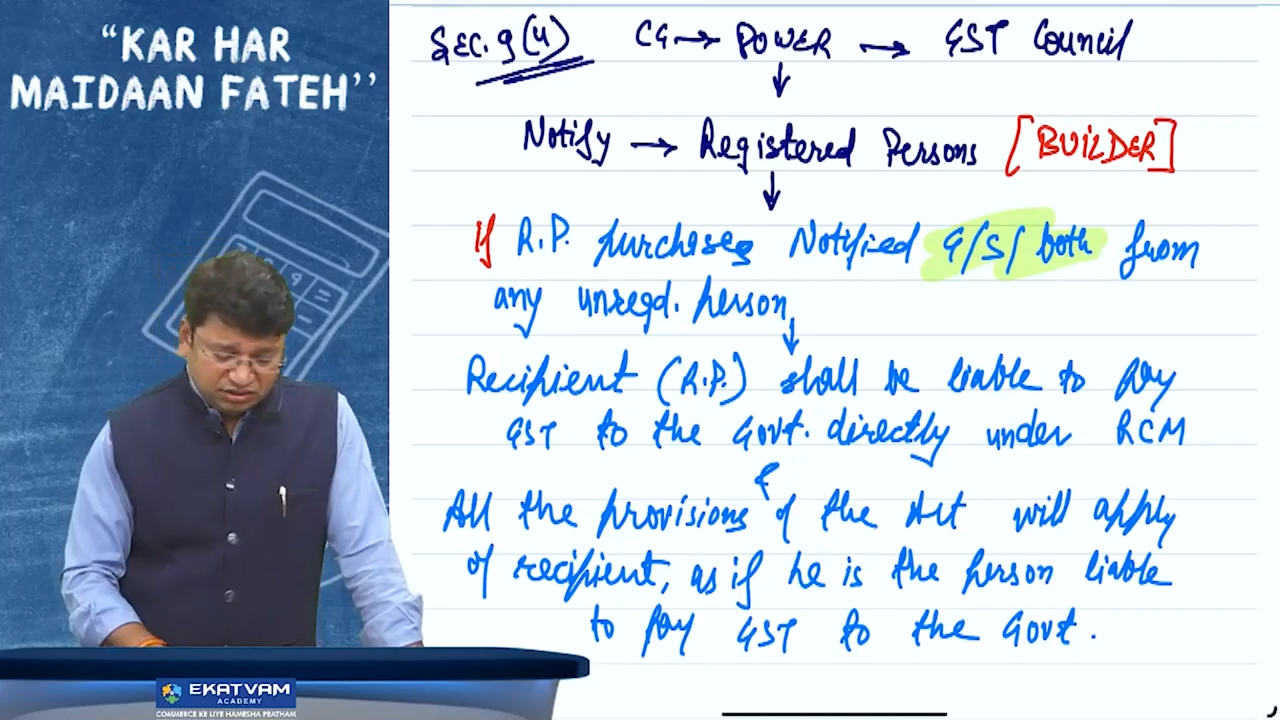 “KAR HAR
MAIDAAN FATEH’’
Sec. 9(4) CG → POWER → GST Council
↓
Notify → Registered Persons [BUILDER]
↓
If R.P. purchases Notified G/S/both from
any unregd. person
↓
Recipient (R.P.) shall be liable to pay
GST to the Govt. directly under RCM
&
All the provisions of the Act will apply
of recipient, as if he is the person liable
to pay GST to the Govt.
EKATVAM
ACADEMY
COMMERCE KE LIYE HAMESHA PRATHAM